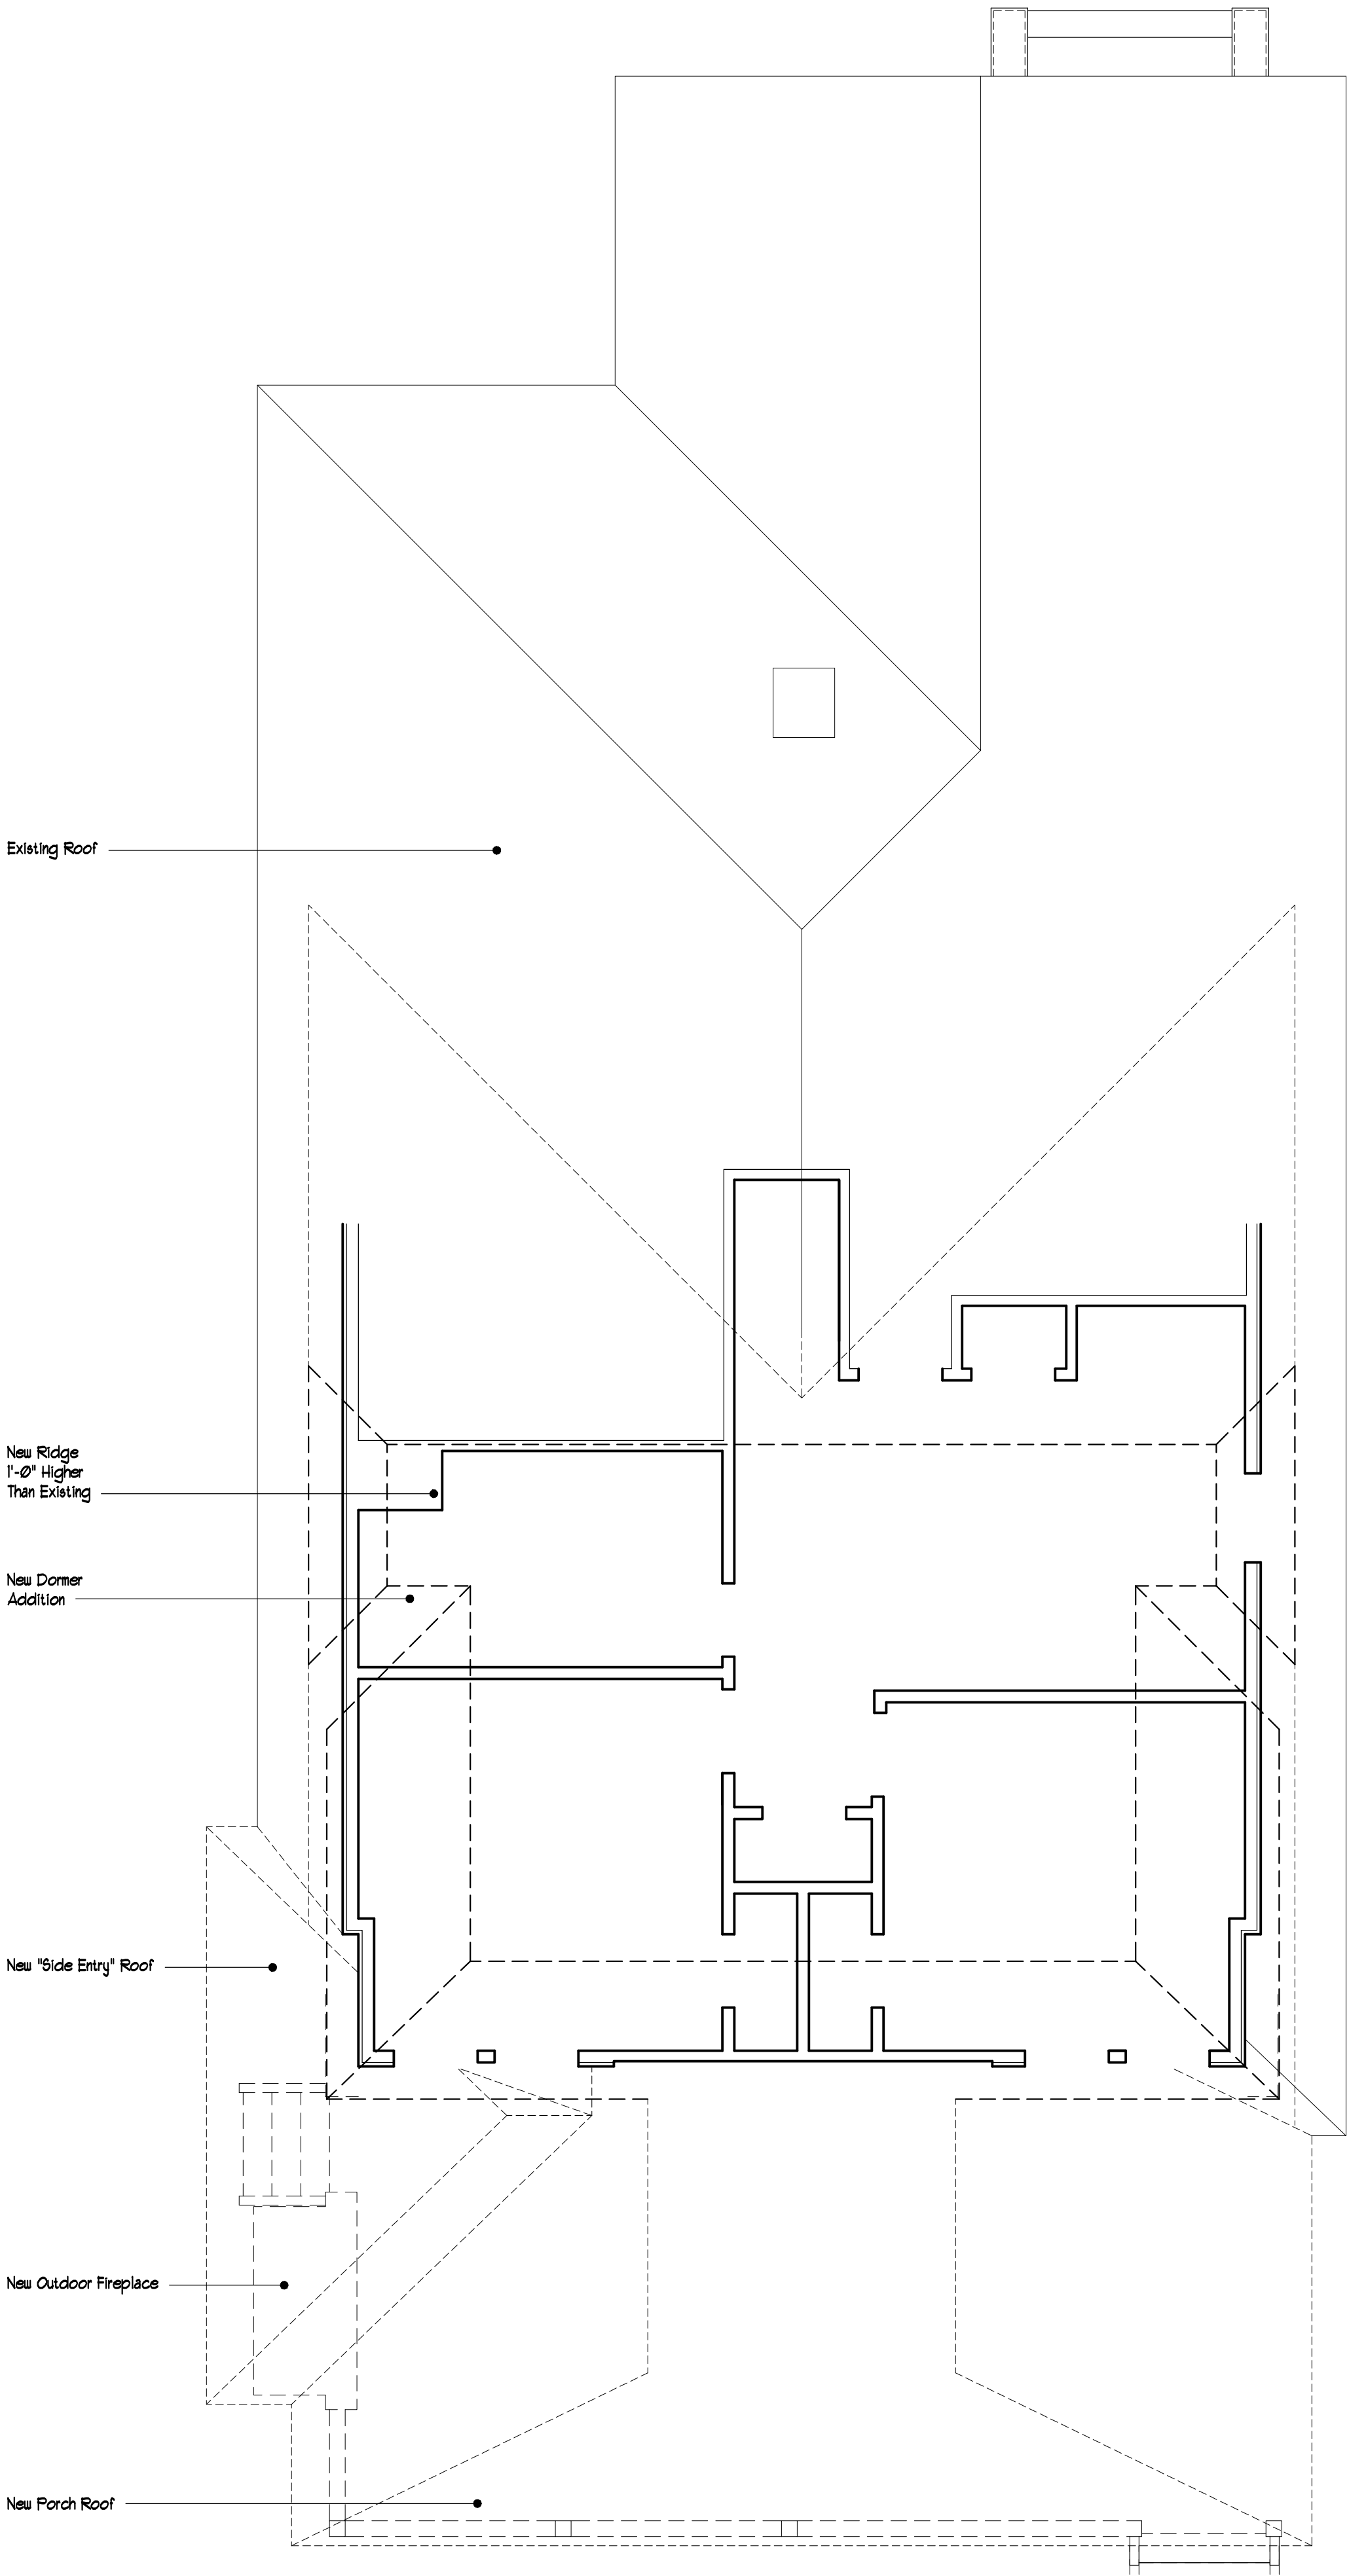 Existing Roof
New Ridge
1'-0" Higher
Than Existing
New Dormer
Addition
New "Side Entry" Roof
New Outdoor Fireplace
New Porch Roof